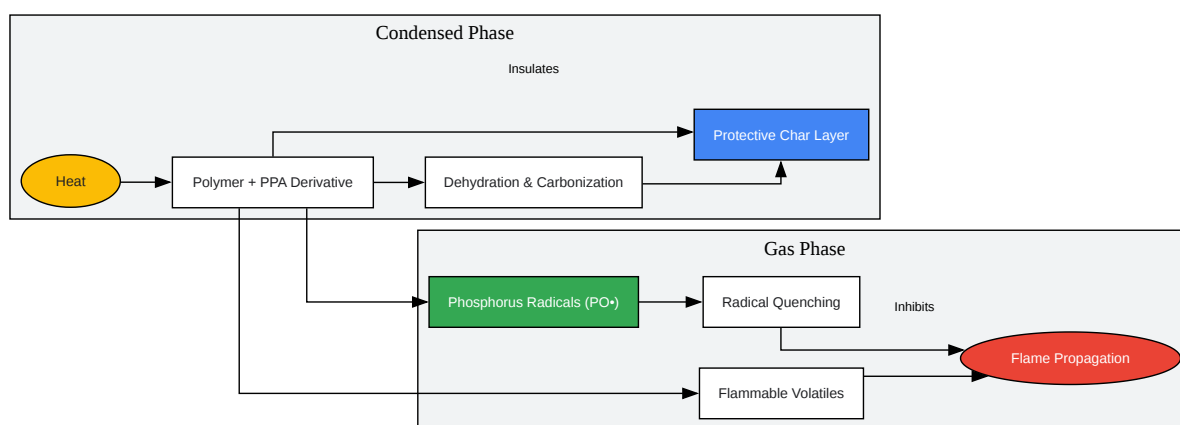 Condensed Phase
Insulates
Protective Char Layer
Heat
Polymer + PPA Derivative
Dehydration & Carbonization
Gas Phase
Phosphorus Radicals (PO•)
Radical Quenching
Inhibits
Flame Propagation
Flammable Volatiles